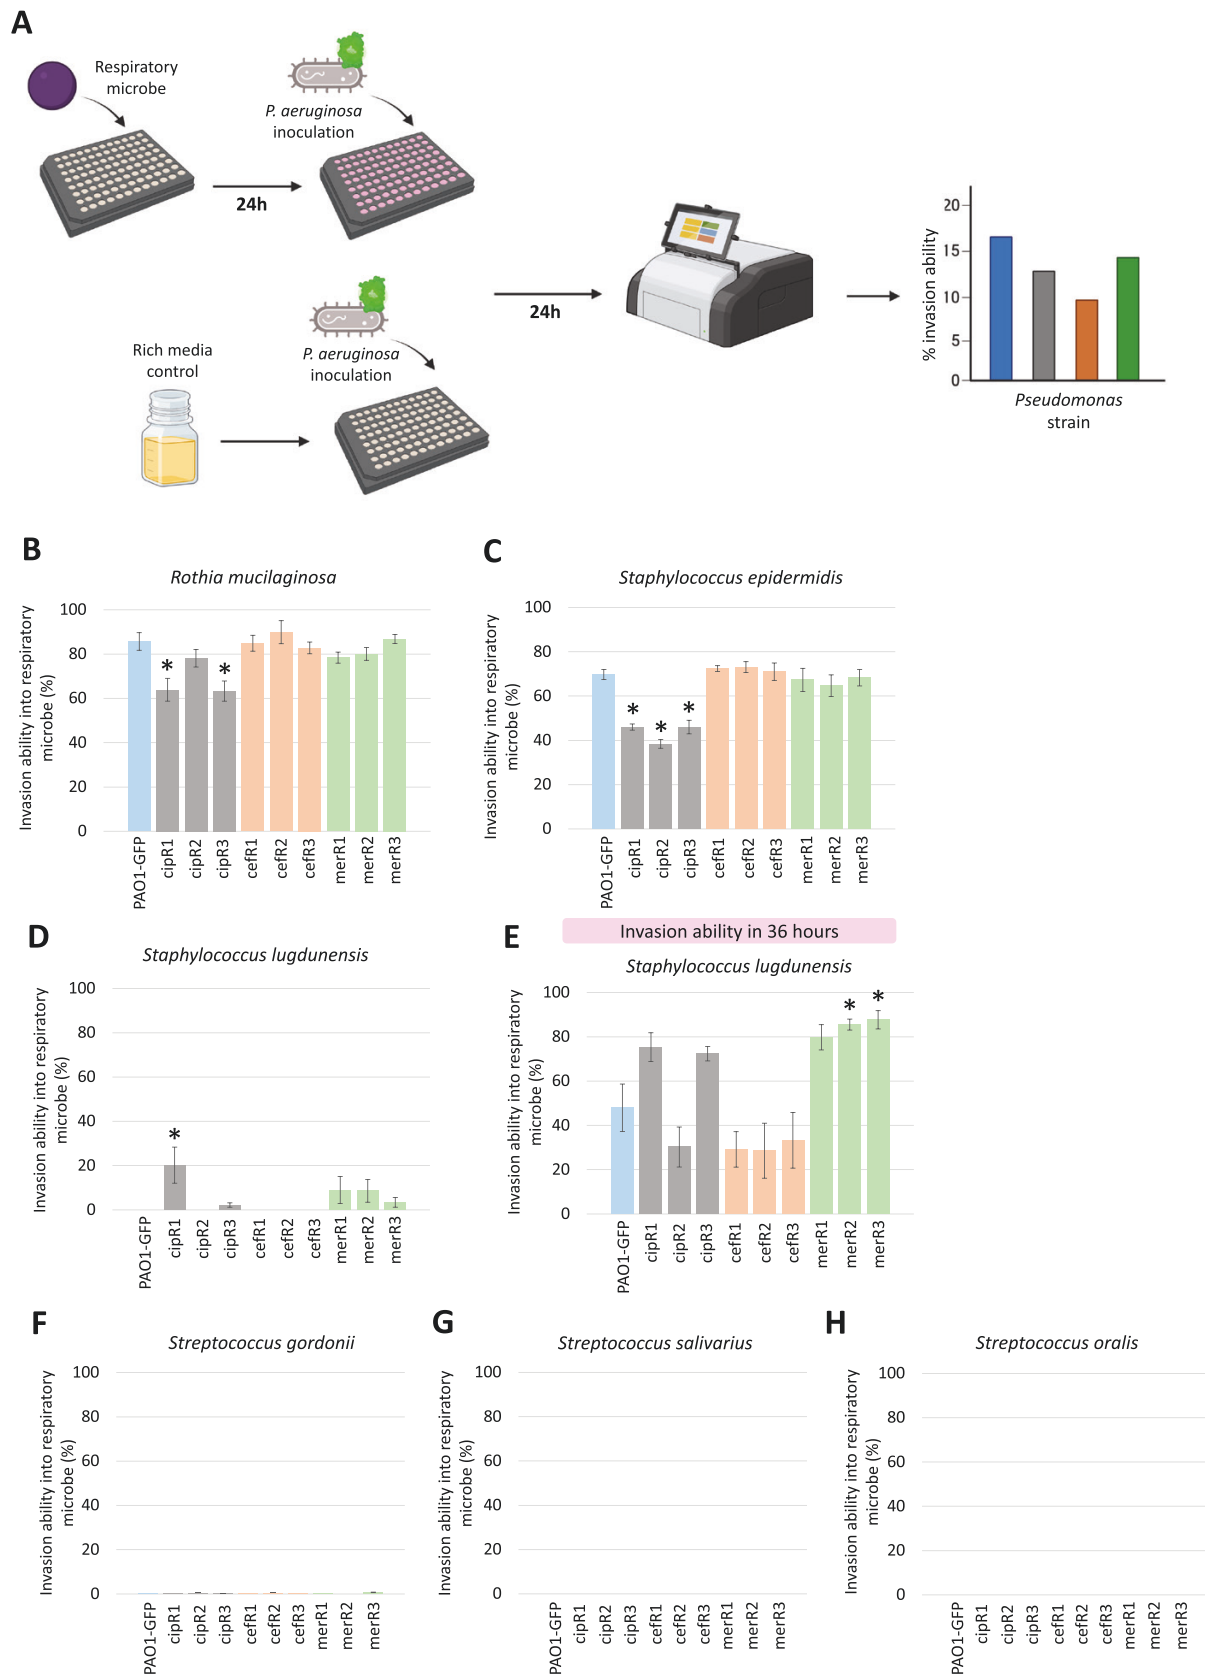 A
Respiratory
microbe
P. aeruginosa
inoculation
24h
Rich media
control
P. aeruginosa
inoculation
24h
% invasion ability
20
15
10
5
0
Pseudomonas
strain
B
Rothia mucilaginosa
Invasion ability into respiratory
microbe (%)
100
80
60
40
20
0
* *
PAO1-GFP cipR1 cipR2 cipR3 cefR1 cefR2 cefR3 merR1 merR2 merR3
C
Staphylococcus epidermidis
Invasion ability into respiratory
microbe (%)
100
80
60
40
20
0
* * *
PAO1-GFP cipR1 cipR2 cipR3 cefR1 cefR2 cefR3 merR1 merR2 merR3
D
Staphylococcus lugdunensis
Invasion ability into respiratory
microbe (%)
100
80
60
40
20
0
*
PAO1-GFP cipR1 cipR2 cipR3 cefR1 cefR2 cefR3 merR1 merR2 merR3
E
Invasion ability in 36 hours
Staphylococcus lugdunensis
Invasion ability into respiratory
microbe (%)
100
80
60
40
20
0
* *
PAO1-GFP cipR1 cipR2 cipR3 cefR1 cefR2 cefR3 merR1 merR2 merR3
F
Streptococcus gordonii
Invasion ability into respiratory
microbe (%)
100
80
60
40
20
0
PAO1-GFP cipR1 cipR2 cipR3 cefR1 cefR2 cefR3 merR1 merR2 merR3
G
Streptococcus salivarius
Invasion ability into respiratory
microbe (%)
100
80
60
40
20
0
PAO1-GFP cipR1 cipR2 cipR3 cefR1 cefR2 cefR3 merR1 merR2 merR3
H
Streptococcus oralis
Invasion ability into respiratory
microbe (%)
100
80
60
40
20
0
PAO1-GFP cipR1 cipR2 cipR3 cefR1 cefR2 cefR3 merR1 merR2 merR3